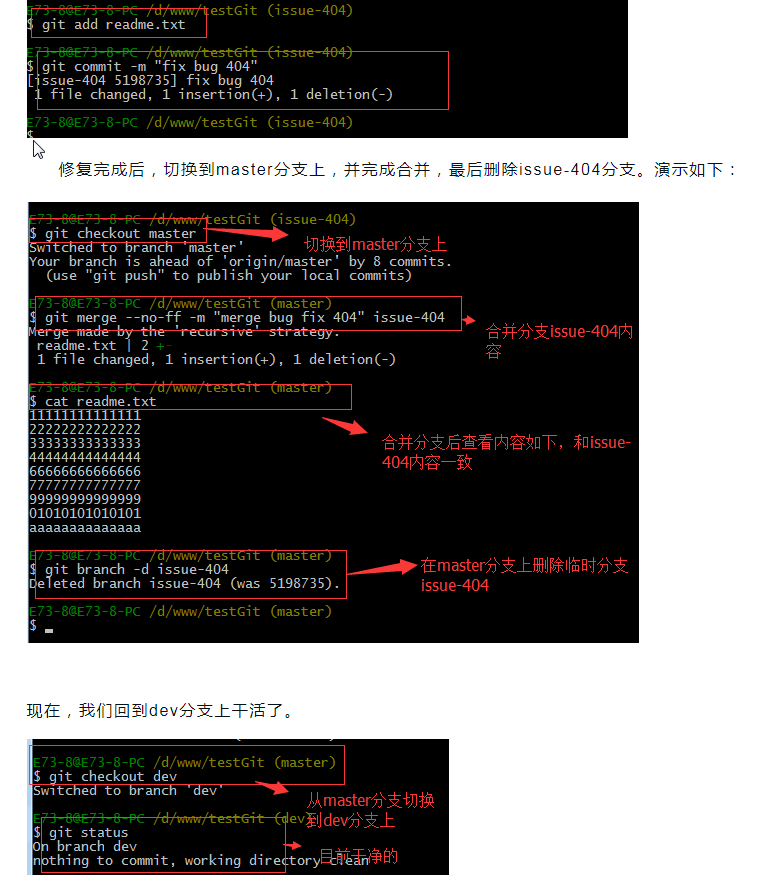 E73-8@E73-8-PC /d/www/testGit (issue-404)
$ git add readme.txt
E73-8@E73-8-PC /d/www/testGit (issue-404)
$ git commit -m "fix bug 404"
[issue-404 5198735] fix bug 404
1 file changed, 1 insertion(+), 1 deletion(-)
E73-8@E73-8-PC /d/www/testGit (issue-404)
$
修复完成后，切换到master分支上，并完成合并，最后删除issue-404分支。演示如下：
E73-8@E73-8-PC /d/www/testGit (issue-404)
$ git checkout master
切换到master分支上
Switched to branch 'master'
Your branch is ahead of 'origin/master' by 8 commits.
(use "git push" to publish your local commits)
E73-8@E73-8-PC /d/www/testGit (master)
$ git merge --no-ff -m "merge bug fix 404" issue-404
合并分支issue-404内
容
Merge made by the 'recursive' strategy.
readme.txt | 2 +-
1 file changed, 1 insertion(+), 1 deletion(-)
E73-8@E73-8-PC /d/www/testGit (master)
$ cat readme.txt
合并分支后查看内容如下，和issue-
404内容一致
11111111111111
22222222222222
33333333333333
44444444444444
66666666666666
77777777777777
99999999999999
01010101010101
aaaaaaaaaaaaaa
E73-8@E73-8-PC /d/www/testGit (master)
$ git branch -d issue-404
在master分支上删除临时分支
issue-404
Deleted branch issue-404 (was 5198735).
E73-8@E73-8-PC /d/www/testGit (master)
$
现在，我们回到dev分支上干活了。
E73-8@E73-8-PC /d/www/testGit (master)
$ git checkout dev
Switched to branch 'dev'
从master分支切换
到dev分支上
E73-8@E73-8-PC /d/www/testGit (dev)
$ git status
On branch dev
nothing to commit, working directory clean
目前干净的